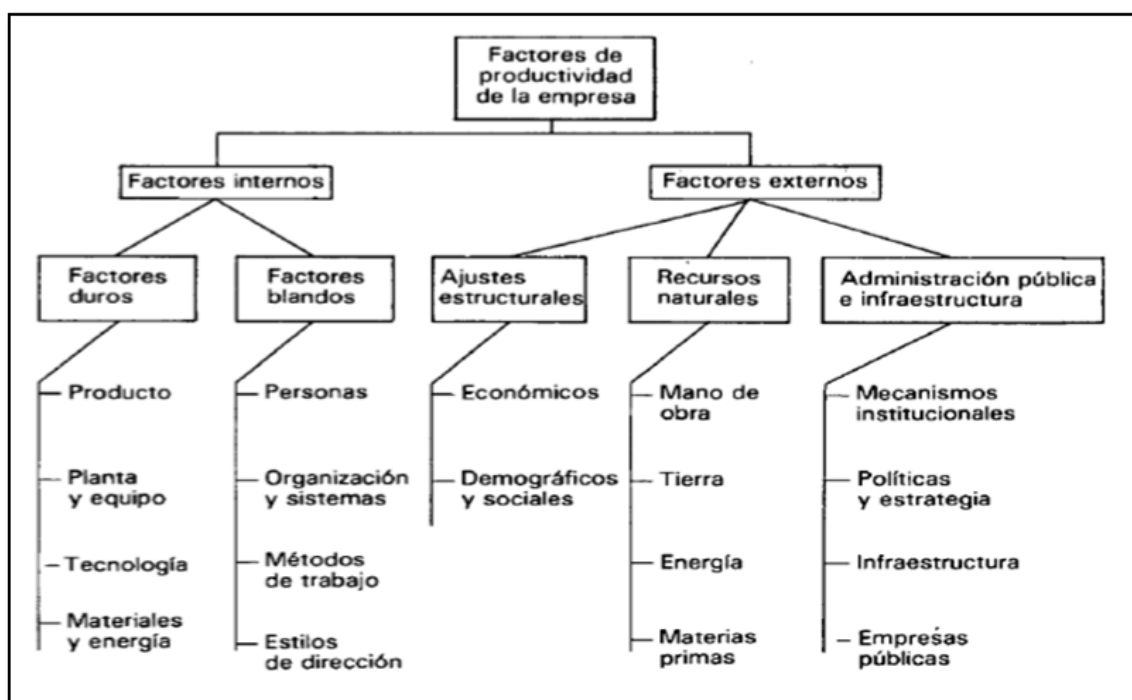 Factores de
productividad
de la empresa
Factores internos
Factores externos
Factores
duros
Factores
blandos
Ajustes
estructurales
Recursos
naturales
Administración pública
e infraestructura
Producto
Planta
y equipo
Tecnología
Materiales
y energía
Personas
Organización
y sistemas
Métodos
de trabajo
Estilos
de dirección
Económicos
Demográficos
y sociales
Mano de
obra
Tierra
Energía
Materias
primas
Mecanismos
institucionales
Políticas
y estrategia
Infraestructura
Empresas
públicas